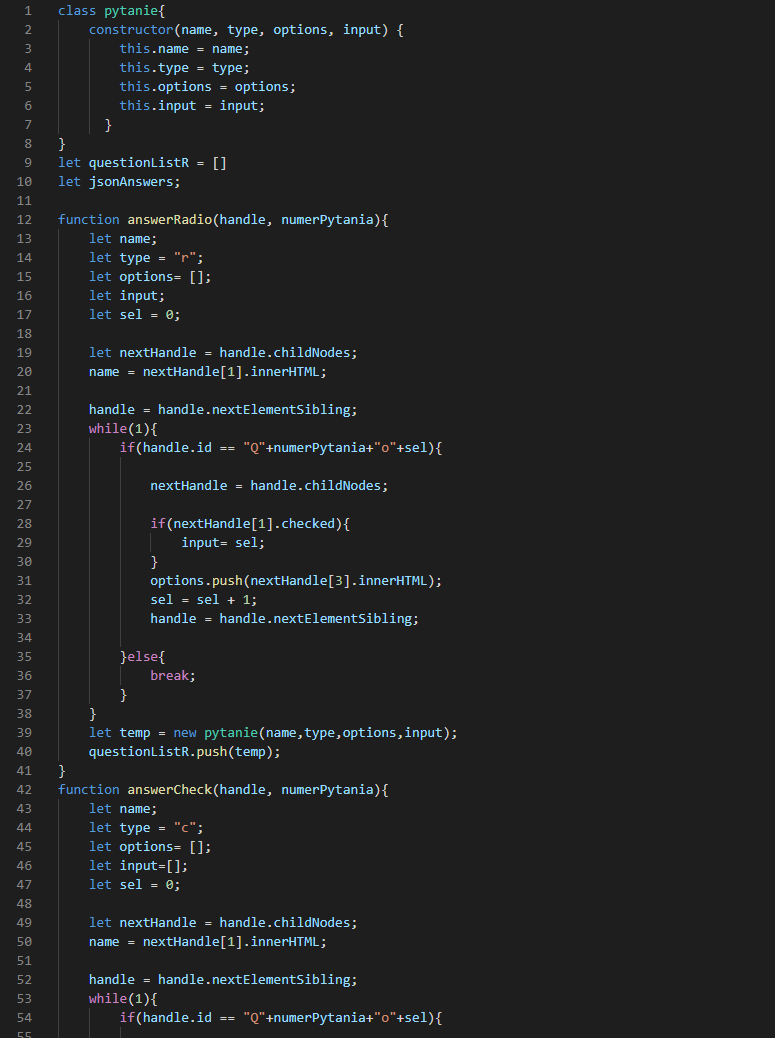 1 class pytanie{
2 constructor(name, type, options, input) {
3 this.name = name;
4 this.type = type;
5 this.options = options;
6 this.input = input;
7 }
8 }
9 let questionListR = []
10 let jsonAnswers;
11
12 function answerRadio(handle, numerPytania){
13 let name;
14 let type = "r";
15 let options= [];
16 let input;
17 let sel = 0;
18
19 let nextHandle = handle.childNodes;
20 name = nextHandle[1].innerHTML;
21
22 handle = handle.nextElementSibling;
23 while(1){
24 if(handle.id == "Q"+numerPytania+"o"+sel){
25
26 nextHandle = handle.childNodes;
27
28 if(nextHandle[1].checked){
29 input= sel;
30 }
31 options.push(nextHandle[3].innerHTML);
32 sel = sel + 1;
33 handle = handle.nextElementSibling;
34
35 }else{
36 break;
37 }
38 }
39 let temp = new pytanie(name,type,options,input);
40 questionListR.push(temp);
41 }
42 function answerCheck(handle, numerPytania){
43 let name;
44 let type = "c";
45 let options= [];
46 let input=[];
47 let sel = 0;
48
49 let nextHandle = handle.childNodes;
50 name = nextHandle[1].innerHTML;
51
52 handle = handle.nextElementSibling;
53 while(1){
54 if(handle.id == "Q"+numerPytania+"o"+sel){
55